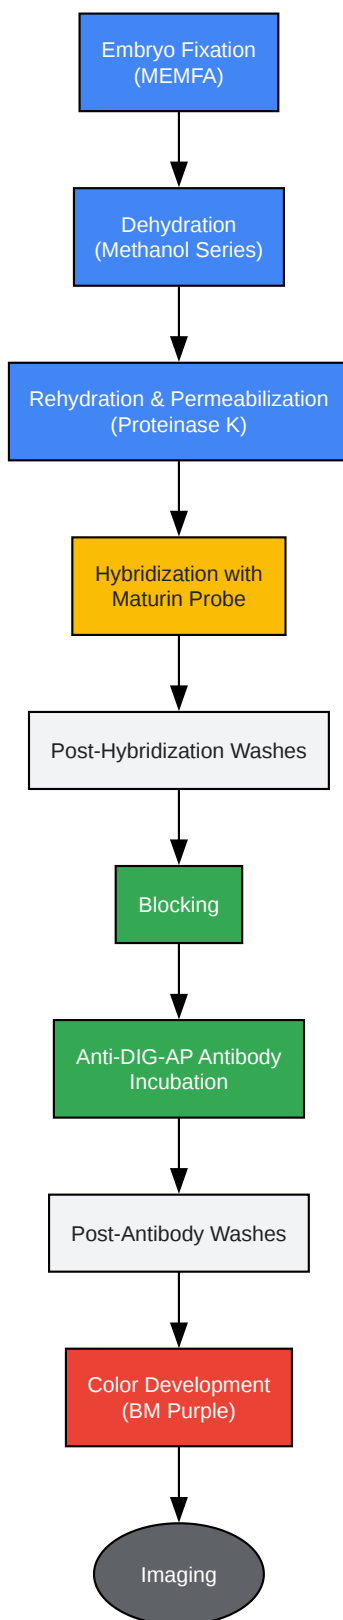 Embryo Fixation
(MEMFA)
Dehydration
(Methanol Series)
Rehydration & Permeabilization
(Proteinase K)
Hybridization with
Maturin Probe
Post-Hybridization Washes
Blocking
Anti-DIG-AP Antibody
Incubation
Post-Antibody Washes
Color Development
(BM Purple)
Imaging